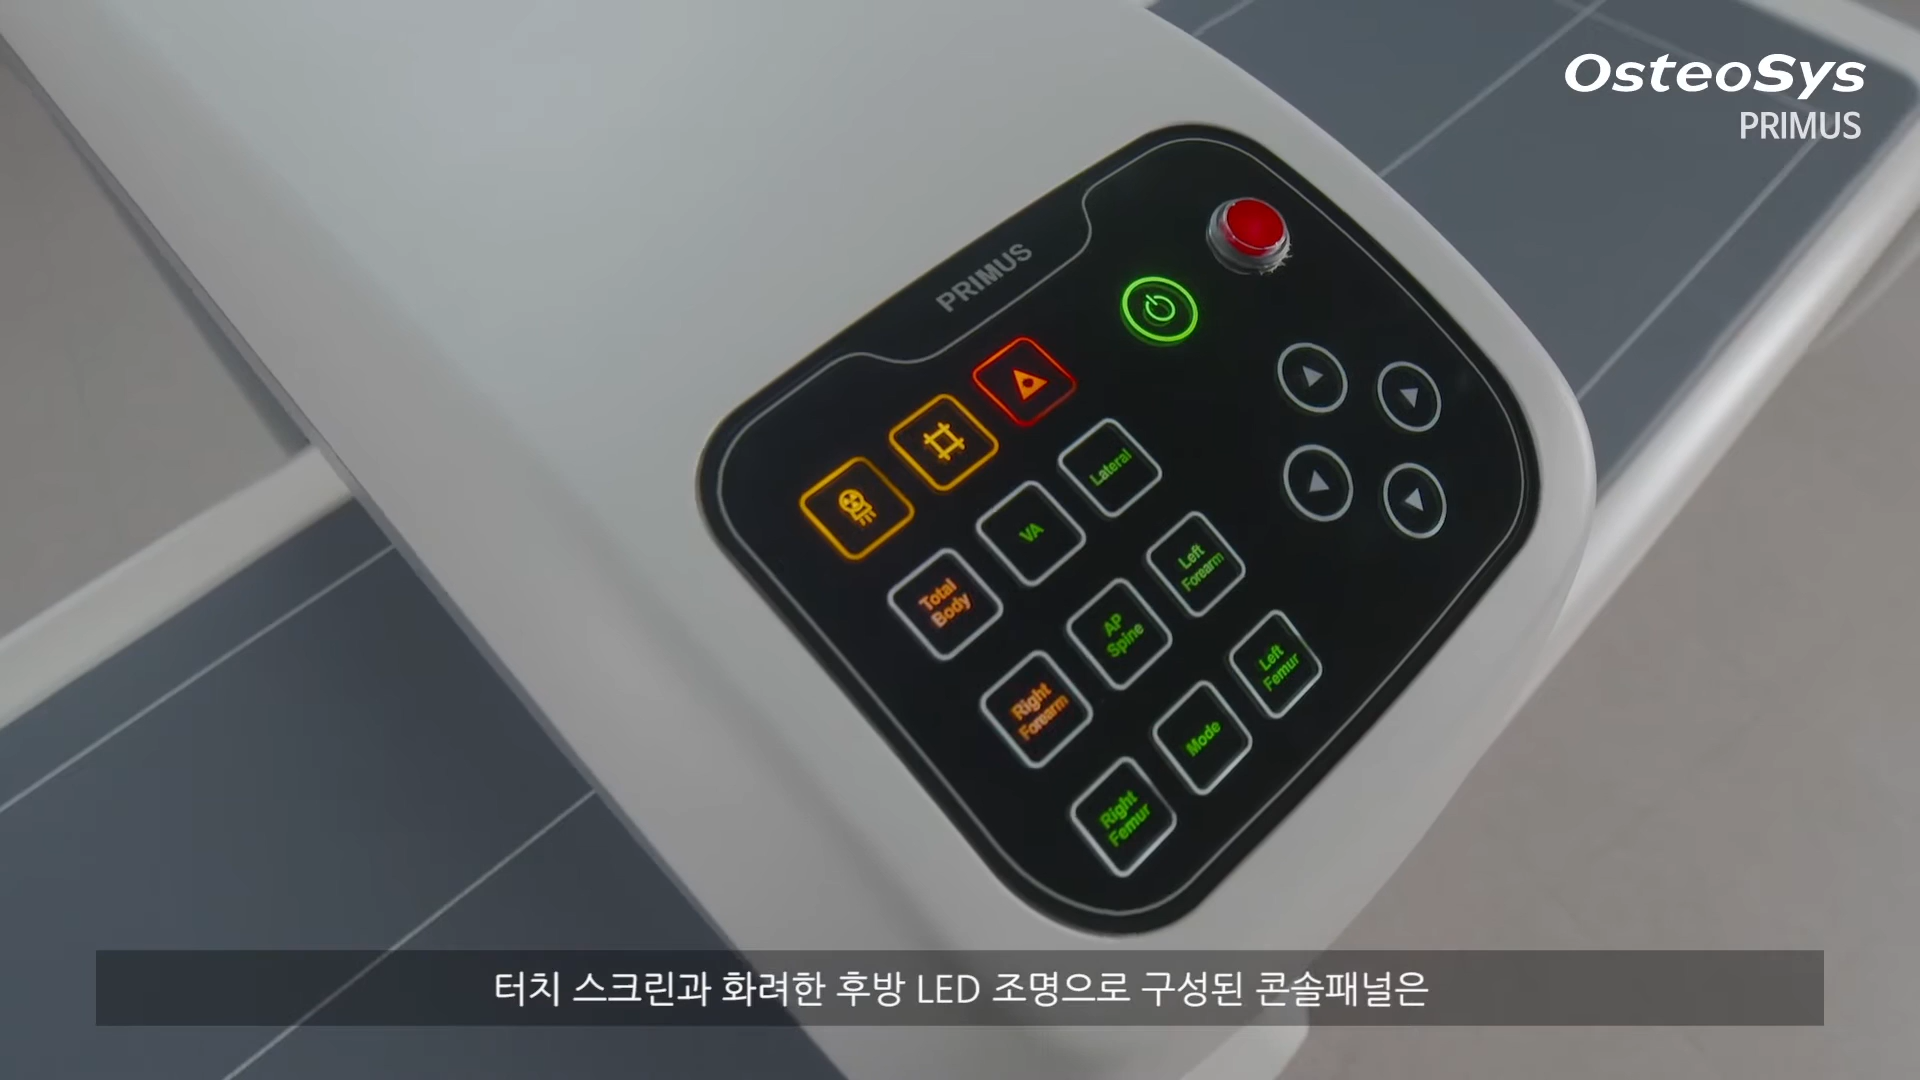 OsteoSys
PRIMUS
PRIMUS
Lateral
VA
Total
Body
Left
Forearm
AP
Spine
Right
Forearm
Left
Femur
Mode
Right
Femur
터치 스크린과 화려한 후방 LED 조명으로 구성된 콘솔패널은